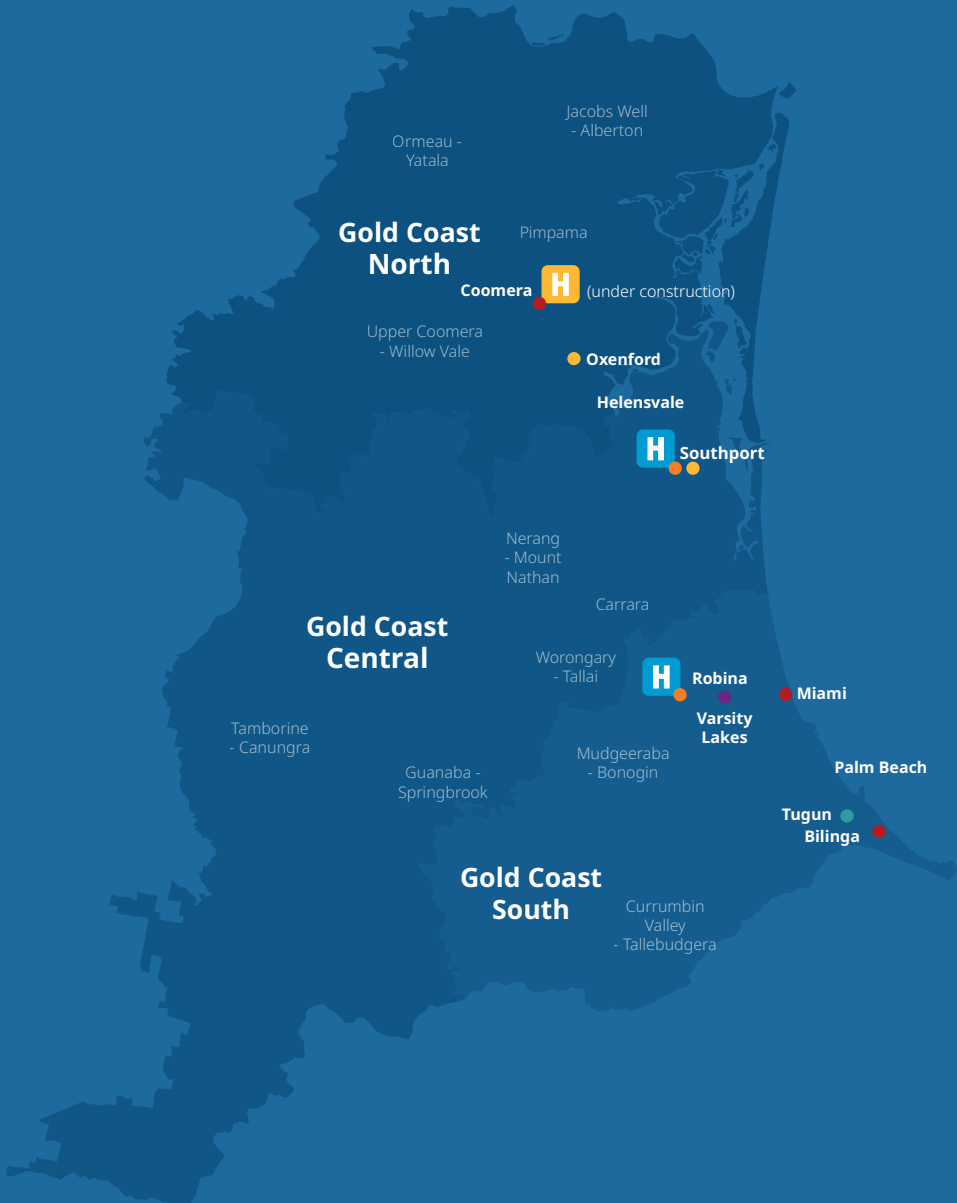 Jacobs Well
- Alberton
Ormeau -
Yatala
Gold Coast
North
Pimpama
H
Coomera
(under construction)
Upper Coomera
- Willow Vale
Oxenford
Helensvale
H
Southport
Nerang
- Mount
Nathan
Carrara
Gold Coast
Central
Worongary
- Tallai
H
Robina
Miami
Varsity
Lakes
Tamborine
- Canungra
Mudgeeraba
- Bonogin
Guanaba -
Springbrook
Palm Beach
Tugun
Bilinga
Gold Coast
South
Currumbin
Valley
- Tallebudgera